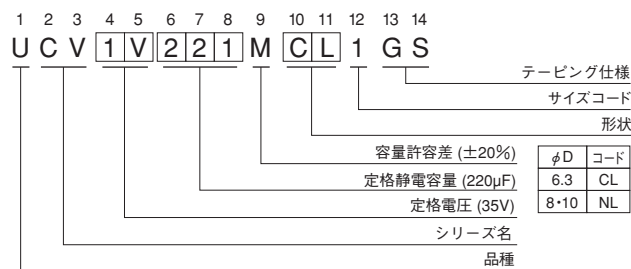 1 2 3 4 5 6 7 8 9 10 11 12 13 14
U C V 1 V 2 2 1 M C L 1 G S
テーピング仕様
サイズコード
形状
容量許容差 (±20%)
定格静電容量 (220µF)
定格電圧 (35V)
シリーズ名
品種
φD コード
6.3 CL
8・10 NL